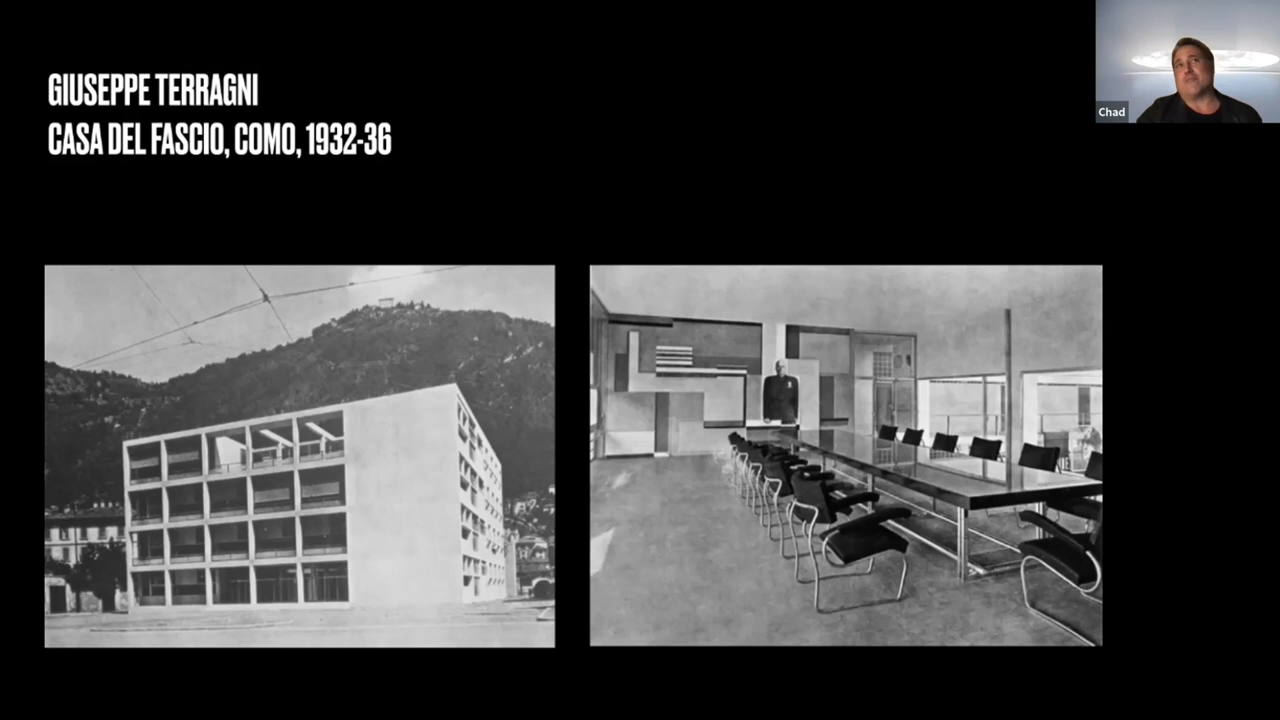 GIUSEPPE TERRAGNI
CASA DEL FASCIO, COMO, 1932-36
Chad